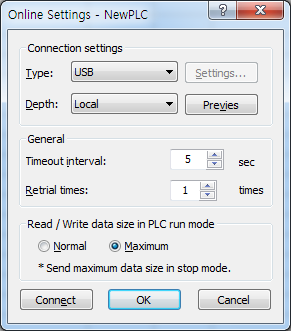 Online Settings - NewPLC
?
Connection settings
Type: USB Settings...
Depth: Local Previes
General
Timeout interval: 5 sec
Retrial times: 1 times
Read / Write data size in PLC run mode
Normal Maximum
* Send maximum data size in stop mode.
Connect OK Cancel